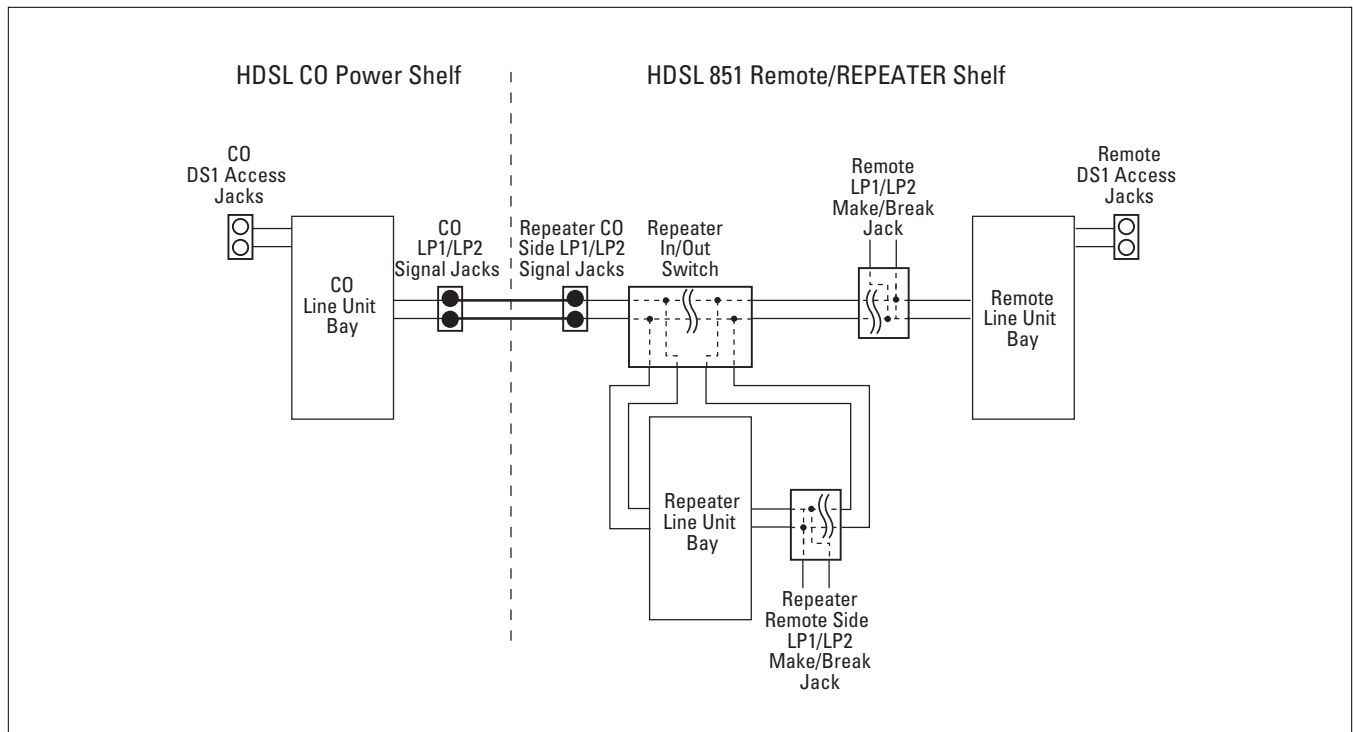 HDSL CO Power Shelf
HDSL 851 Remote/REPEATER Shelf
CO
DS1 Access
Jacks
CO
Line Unit
Bay
CO
LP1/LP2
Signal Jacks
Repeater CO
Side LP1/LP2
Signal Jacks
Repeater
In/Out
Switch
Remote
LP1/LP2
Make/Break
Jack
Remote
DS1 Access
Jacks
Remote
Line Unit
Bay
Repeater
Line Unit
Bay
Repeater
Remote Side
LP1/LP2
Make/Break
Jack